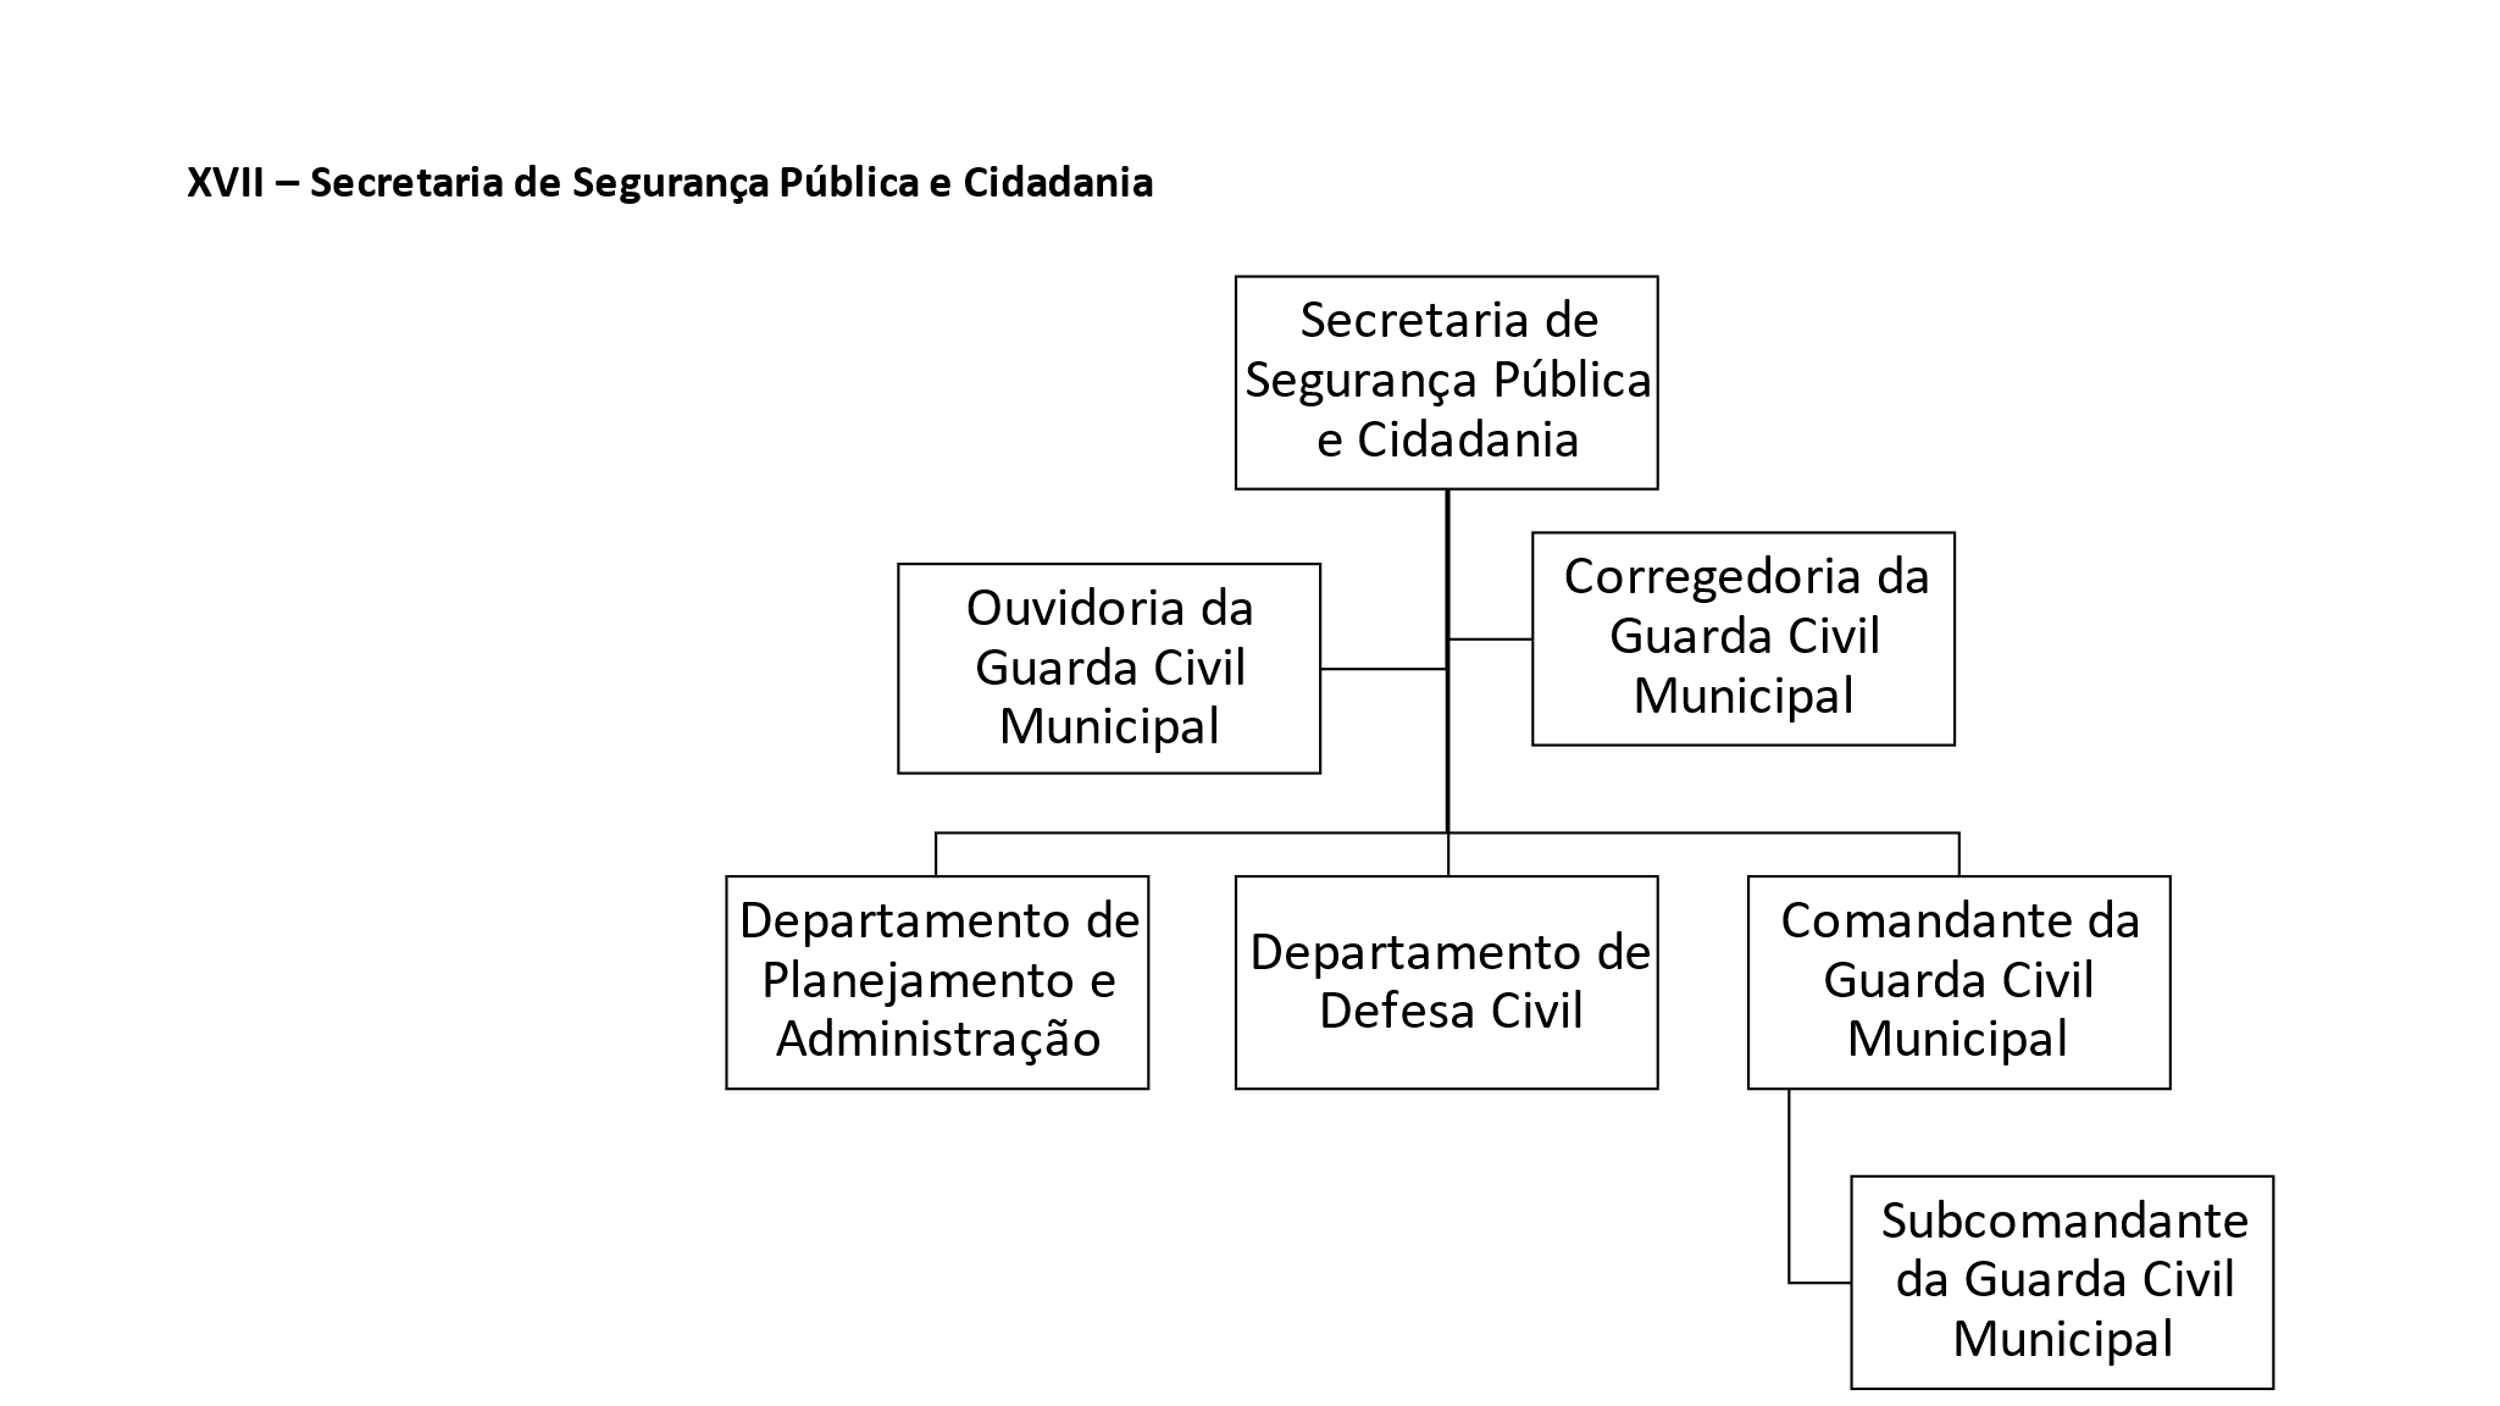 XVII – Secretaria de Segurança Pública e Cidadania
Secretaria de
Segurança Pública
e Cidadania
Ouvidoria da
Guarda Civil
Municipal
Corregedoria da
Guarda Civil
Municipal
Departamento de
Planejamento e
Administração
Departamento de
Defesa Civil
Comandante da
Guarda Civil
Municipal
Subcomandante
da Guarda Civil
Municipal